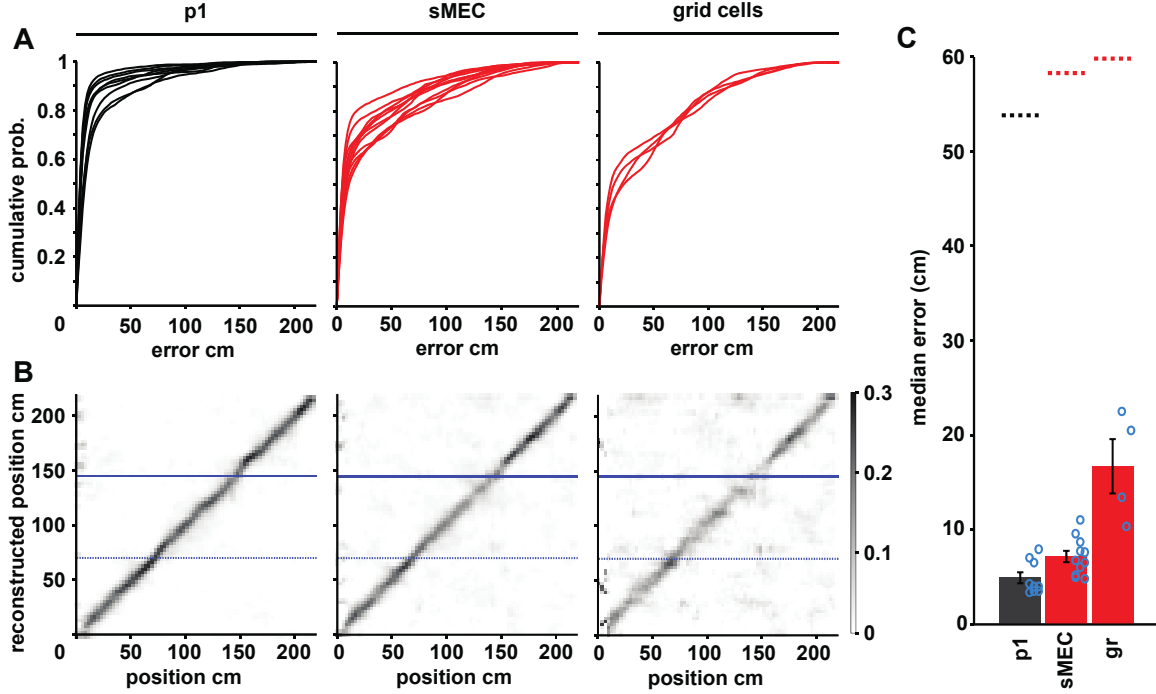 p1 sMEC grid cells
A
C
cumulative prob.
1
0.8
0.6
0.4
0.2
0 50 100 150 200
0 50 100 150 200
0 50 100 150 200
error cm error cm error cm
B
reconstructed position cm
200
150
100
50
0 50 100 150 200
0 50 100 150 200
0 50 100 150 200
position cm position cm position cm
0.3
0.2
0.1
0
median error (cm)
60
50
40
30
20
10
0
p1 sMEC gr